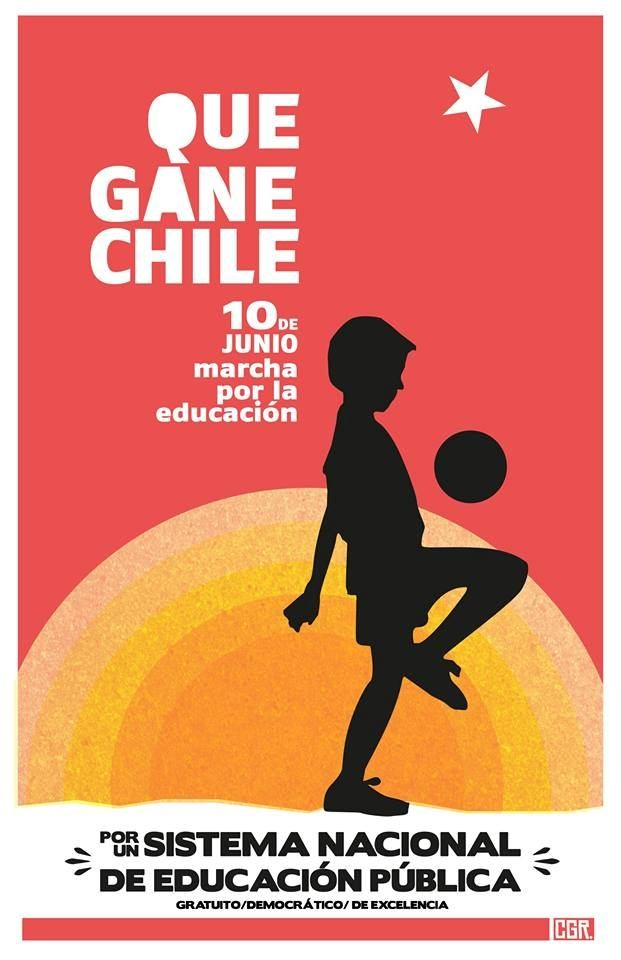 QUE
GANE
CHILE
10 DE
JUNIO
marcha
por la
educación
POR UN SISTEMA NACIONAL
DE EDUCACIÓN PÚBLICA
GRATUITO/DEMOCRÁTICO/ DE EXCELENCIA
CGR.